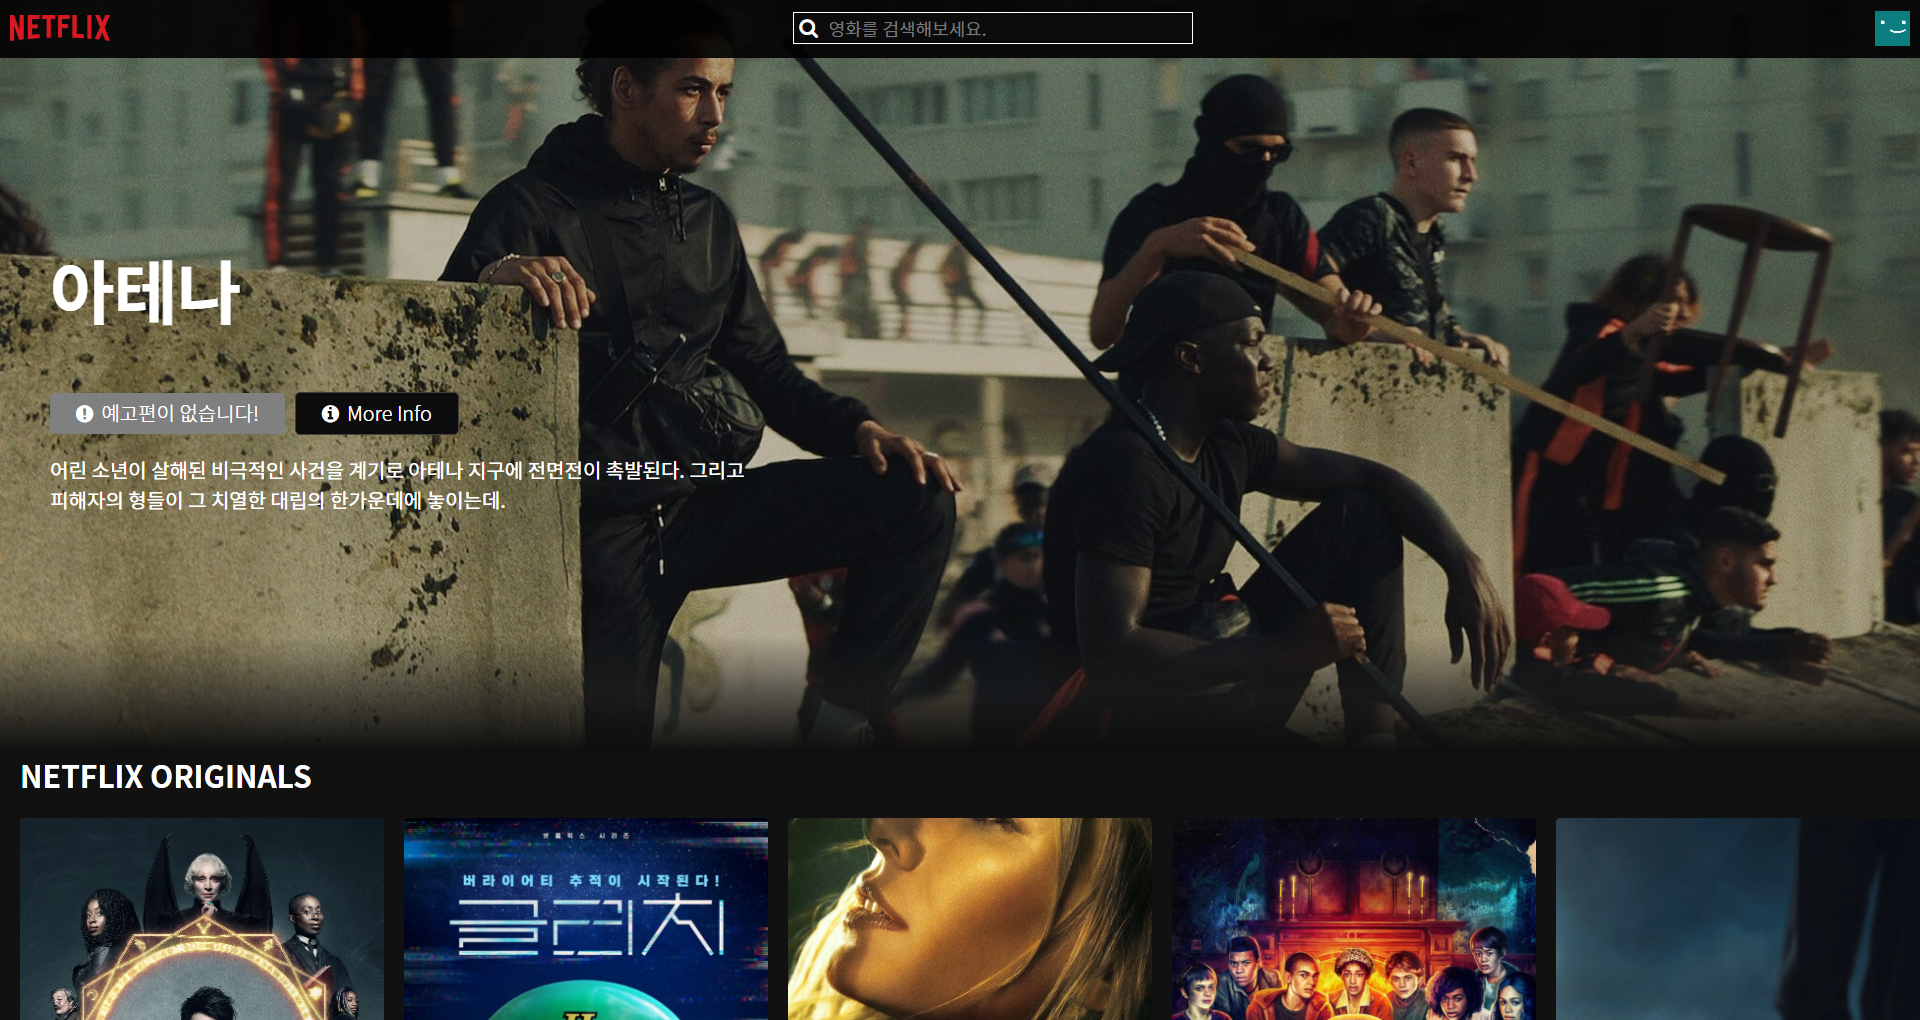 NETFLIX
영화를 검색해보세요.
아테나
예고편이 없습니다!
More Info
어린 소년이 살해된 비극적인 사건을 계기로 아테나 지구에 전면전이 촉발된다. 그리고
피해자의 형들이 그 치열한 대립의 한가운데에 놓이는데.
NETFLIX ORIGINALS
넷플릭스 시리즈
버라이어티 추적이 시작된다!
글리치